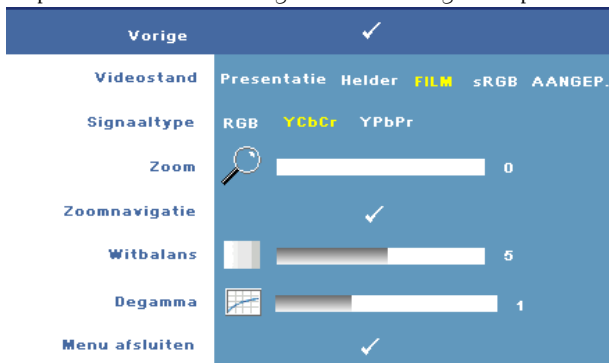 Vorige
Videostand Presentatie Helder FILM sRGB AANGEP.
Signaaltype RGB YCbCr YPbPr
Zoom 0
Zoomnavigatie
Witbalans 5
Degamma 1
Menu afsluiten